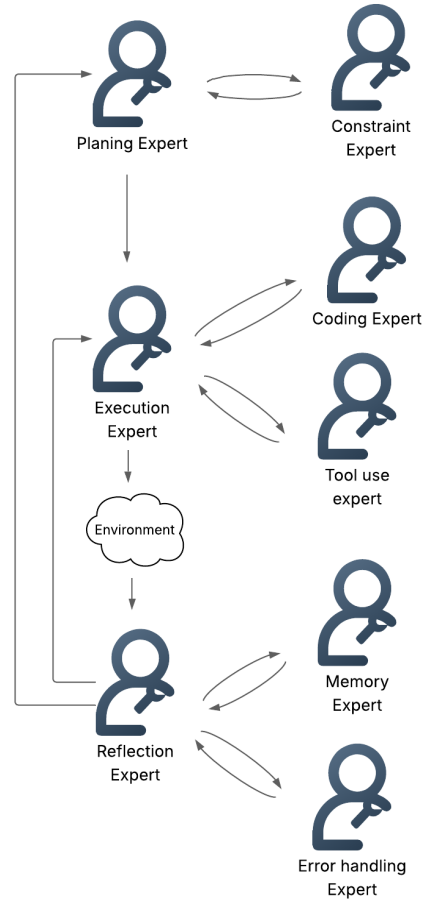 Planing Expert
Constraint
Expert
Coding Expert
Execution
Expert
Tool use
expert
Environment
Memory
Expert
Reflection
Expert
Error handling
Expert